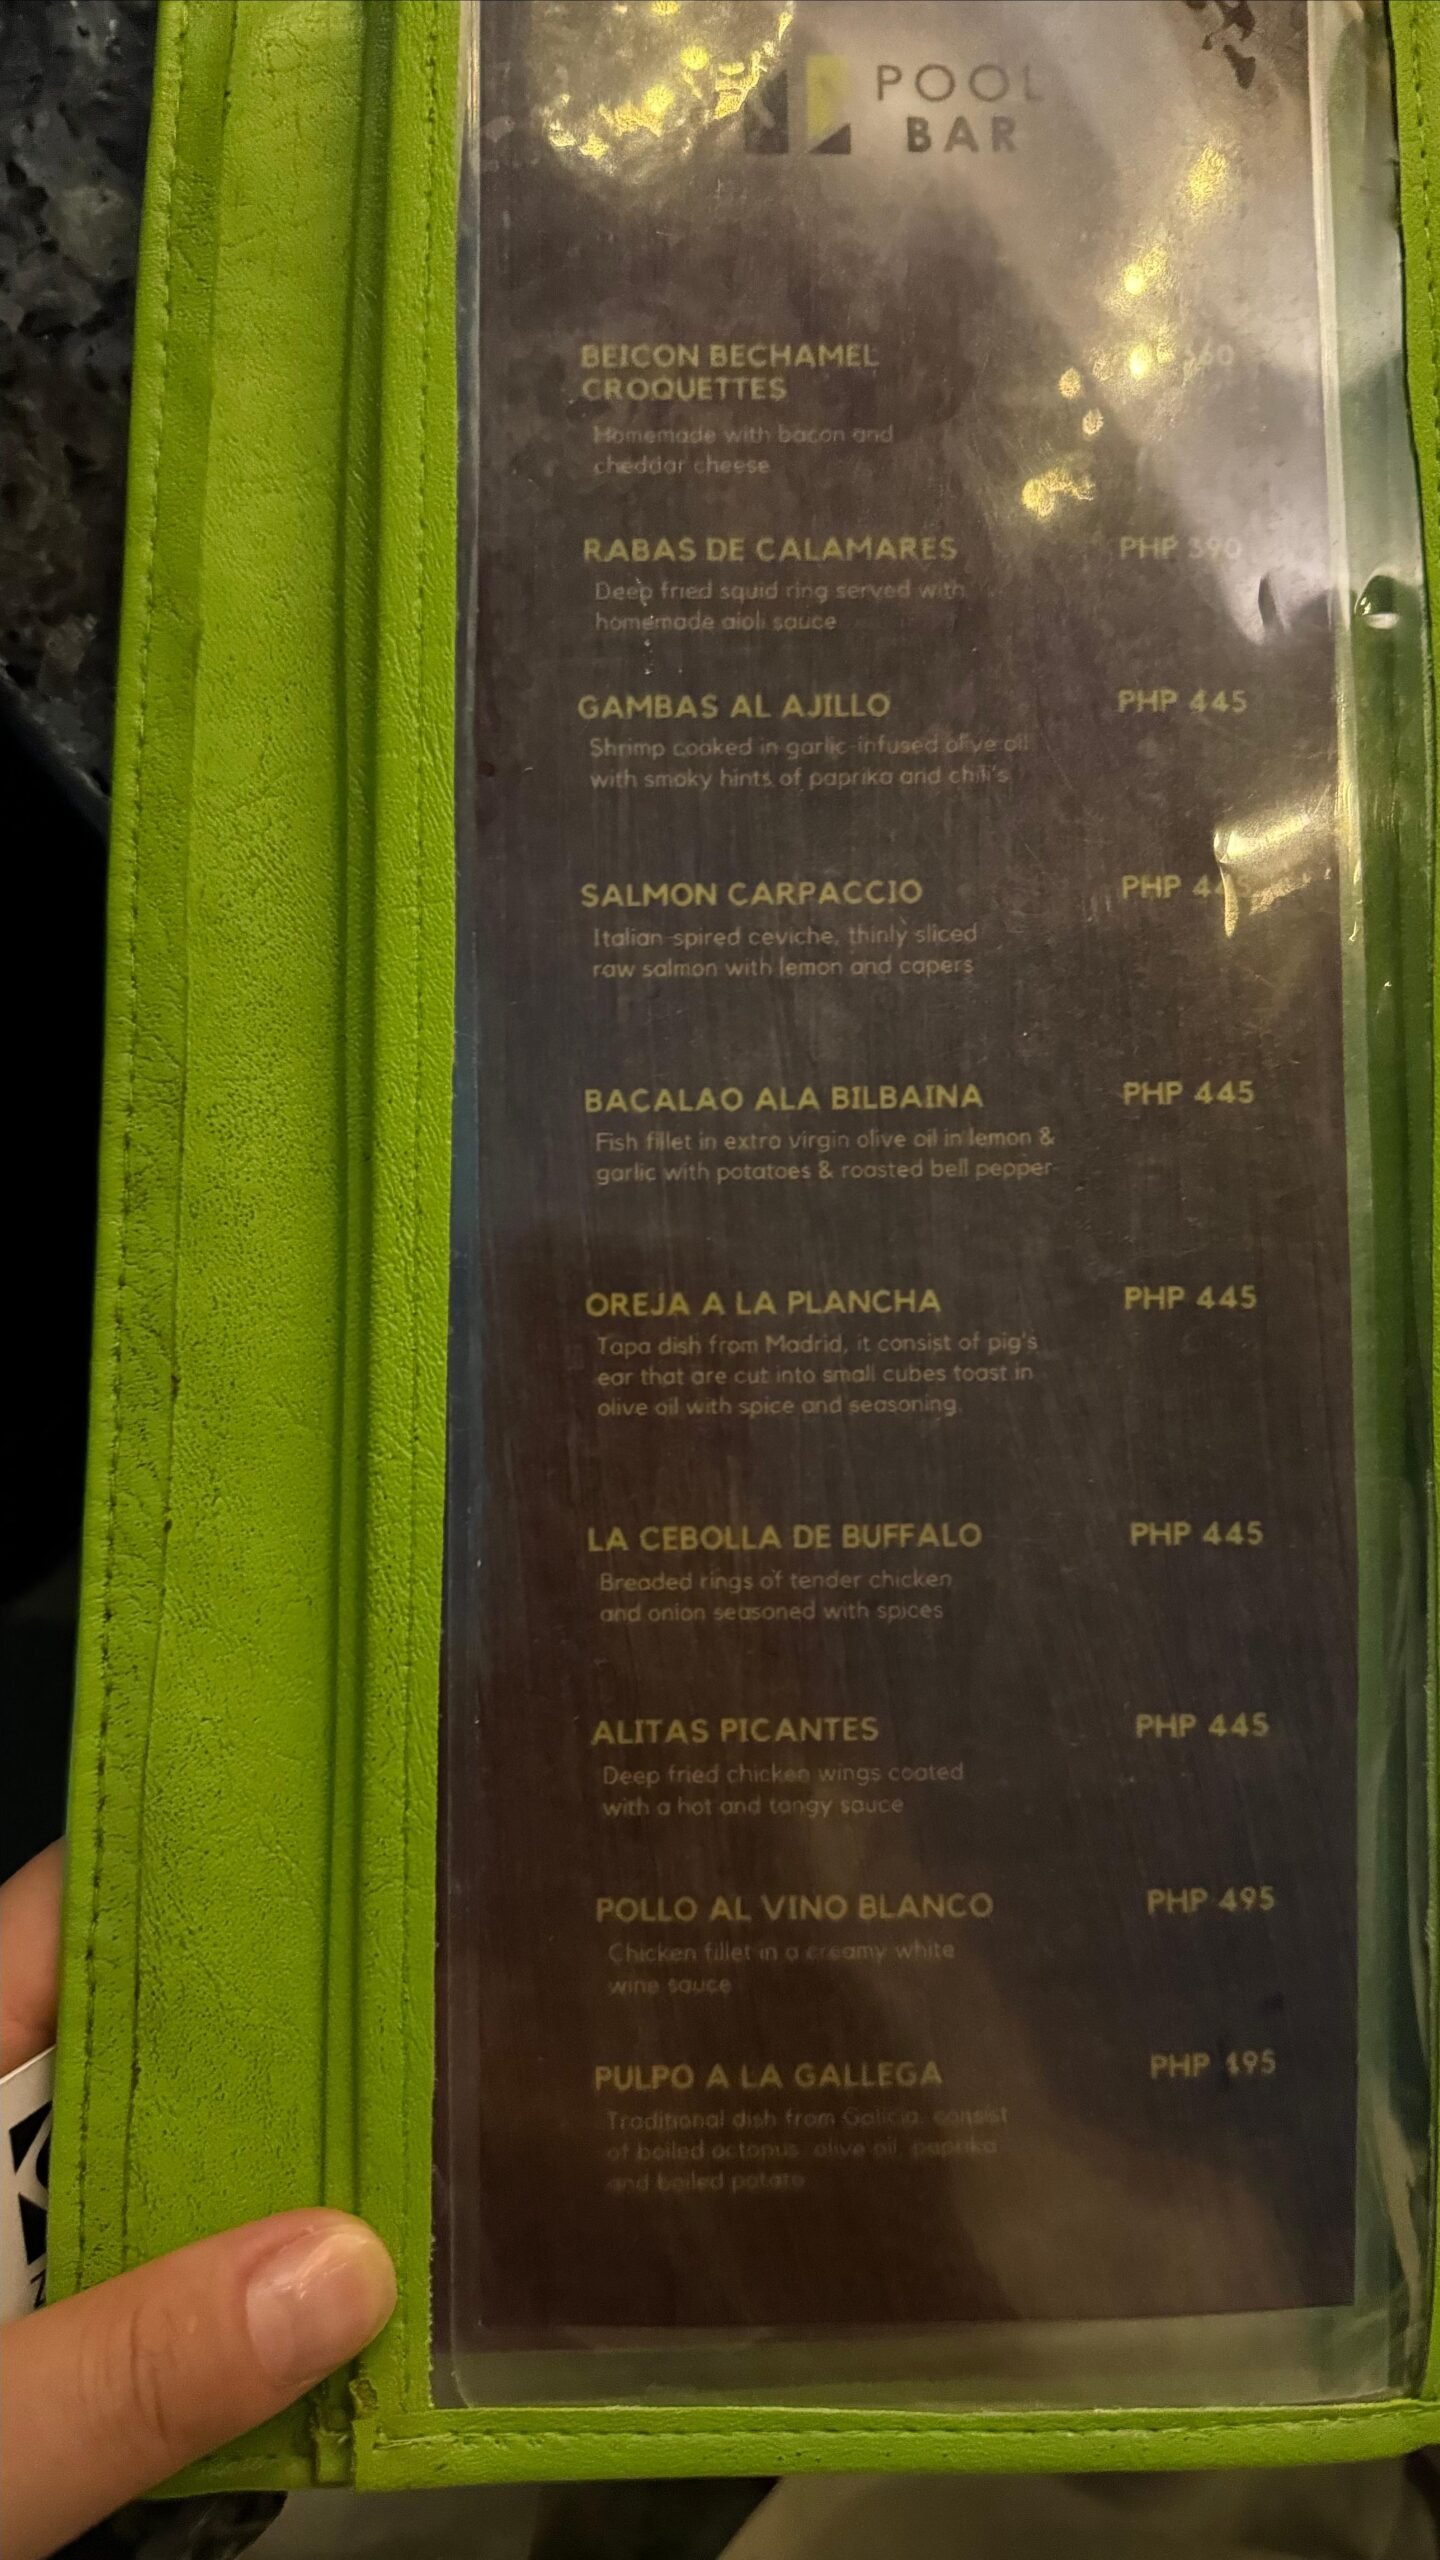 POOL
BAR
BEICON BECHAMEL
CROQUETTES
Homemade with bacon and
cheddar cheese
RABAS DE CALAMARES PHP 390
Deep fried squid ring served with
homemade aioli sauce
GAMBAS AL AJILLO PHP 445
Shrimp cooked in garlic-infused olive oil
with smoky hints of paprika and chili's
SALMON CARPACCIO PHP 445
Italian-spired ceviche, thinly sliced
raw salmon with lemon and capers
BACALAO ALA BILBAINA PHP 445
Fish fillet in extra virgin olive oil in lemon &
garlic with potatoes & roasted bell pepper
OREJA A LA PLANCHA PHP 445
Tapa dish from Madrid, it consist of pig's
ear that are cut into small cubes toast in
olive oil with spice and seasoning.
LA CEBOLLA DE BUFFALO PHP 445
Breaded rings of tender chicken
and onion seasoned with spices
ALITAS PICANTES PHP 445
Deep fried chicken wings coated
with a hot and tangy sauce
POLLO AL VINO BLANCO PHP 495
Chicken fillet in a creamy white
wine sauce
PULPO A LA GALLEGA PHP 495
Traditional dish from Galicia, consist
of boiled octopus, olive oil, paprika
and boiled potato